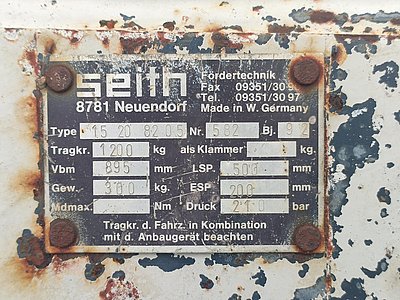 seith Fördertechnik
8781 Neuendorf Fax 09351/30 97
Tel. 09351/30 97
Made in W. Germany
Type 15 20 82 05 Nr. 502 Bj. 92
Tragkr. 1200 kg als Klammer kg
Vbm 895 mm LSP. 500 mm
Gew. 300 kg ESP 200 mm
Mdmax. Nm Druck 210 bar
Tragkr. d. Fahrz. in Kombination
mit d. Anbaugerät beachten